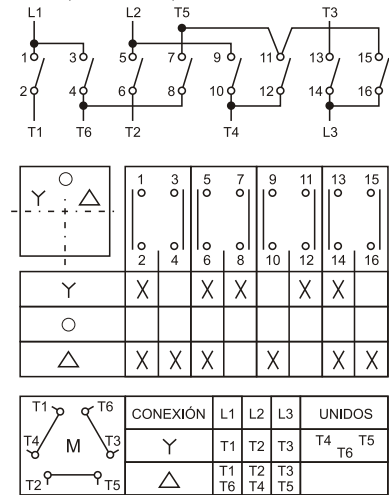 L1 L2 T5 T3
1 3 5 7 9 11 13 15
2 4 6 8 10 12 14 16
T1 T6 T2 T4 L3
1 3 5 7 9 11 13 15
Y
2 4 6 8 10 12 14 16
Y X X X X X
X X X X X X
T1 T6 CONEXIÓN L1 L2 L3 UNIDOS
T4 M T3 Y T1 T2 T3 T4 T6 T5
T2 T5 T1 T6 T2 T4 T3 T5